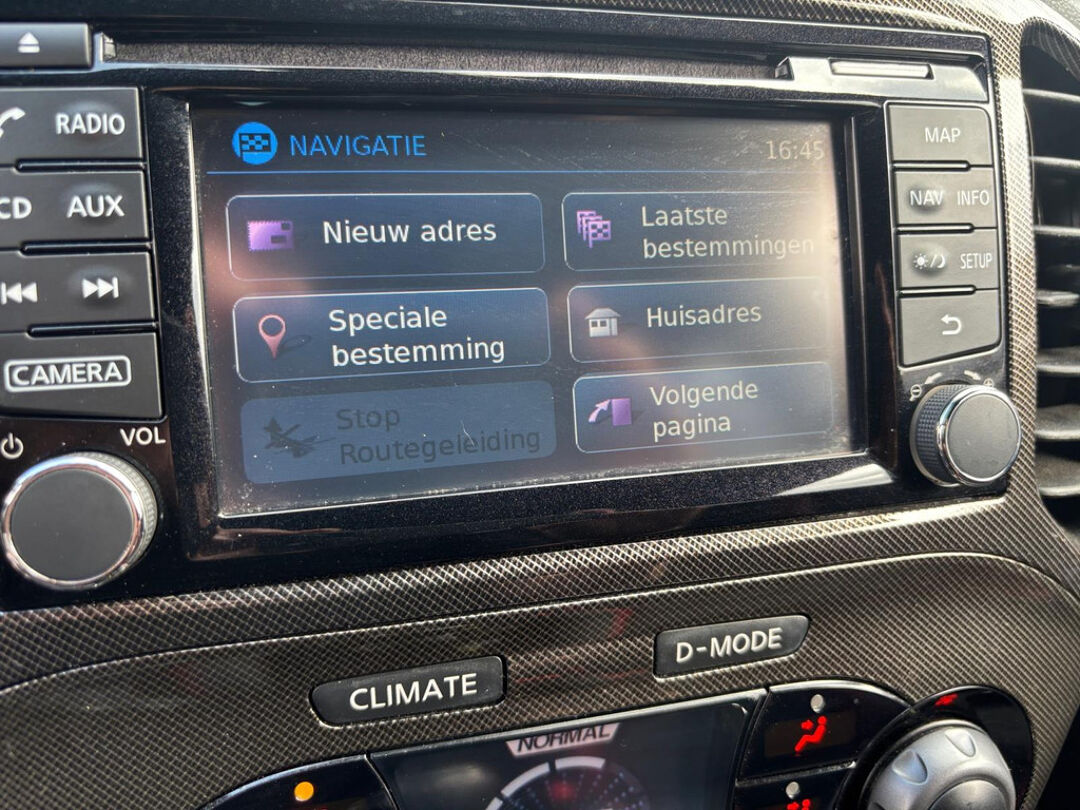 RADIO
CD AUX
CAMERA
VOL
NAVIGATIE
16:45
Nieuw adres
Laatste
bestemmingen
Speciale
bestemming
Huisadres
Stop
Routegeleiding
Volgende
pagina
MAP
NAV INFO
SETUP
CLIMATE
D-MODE
NORMAL